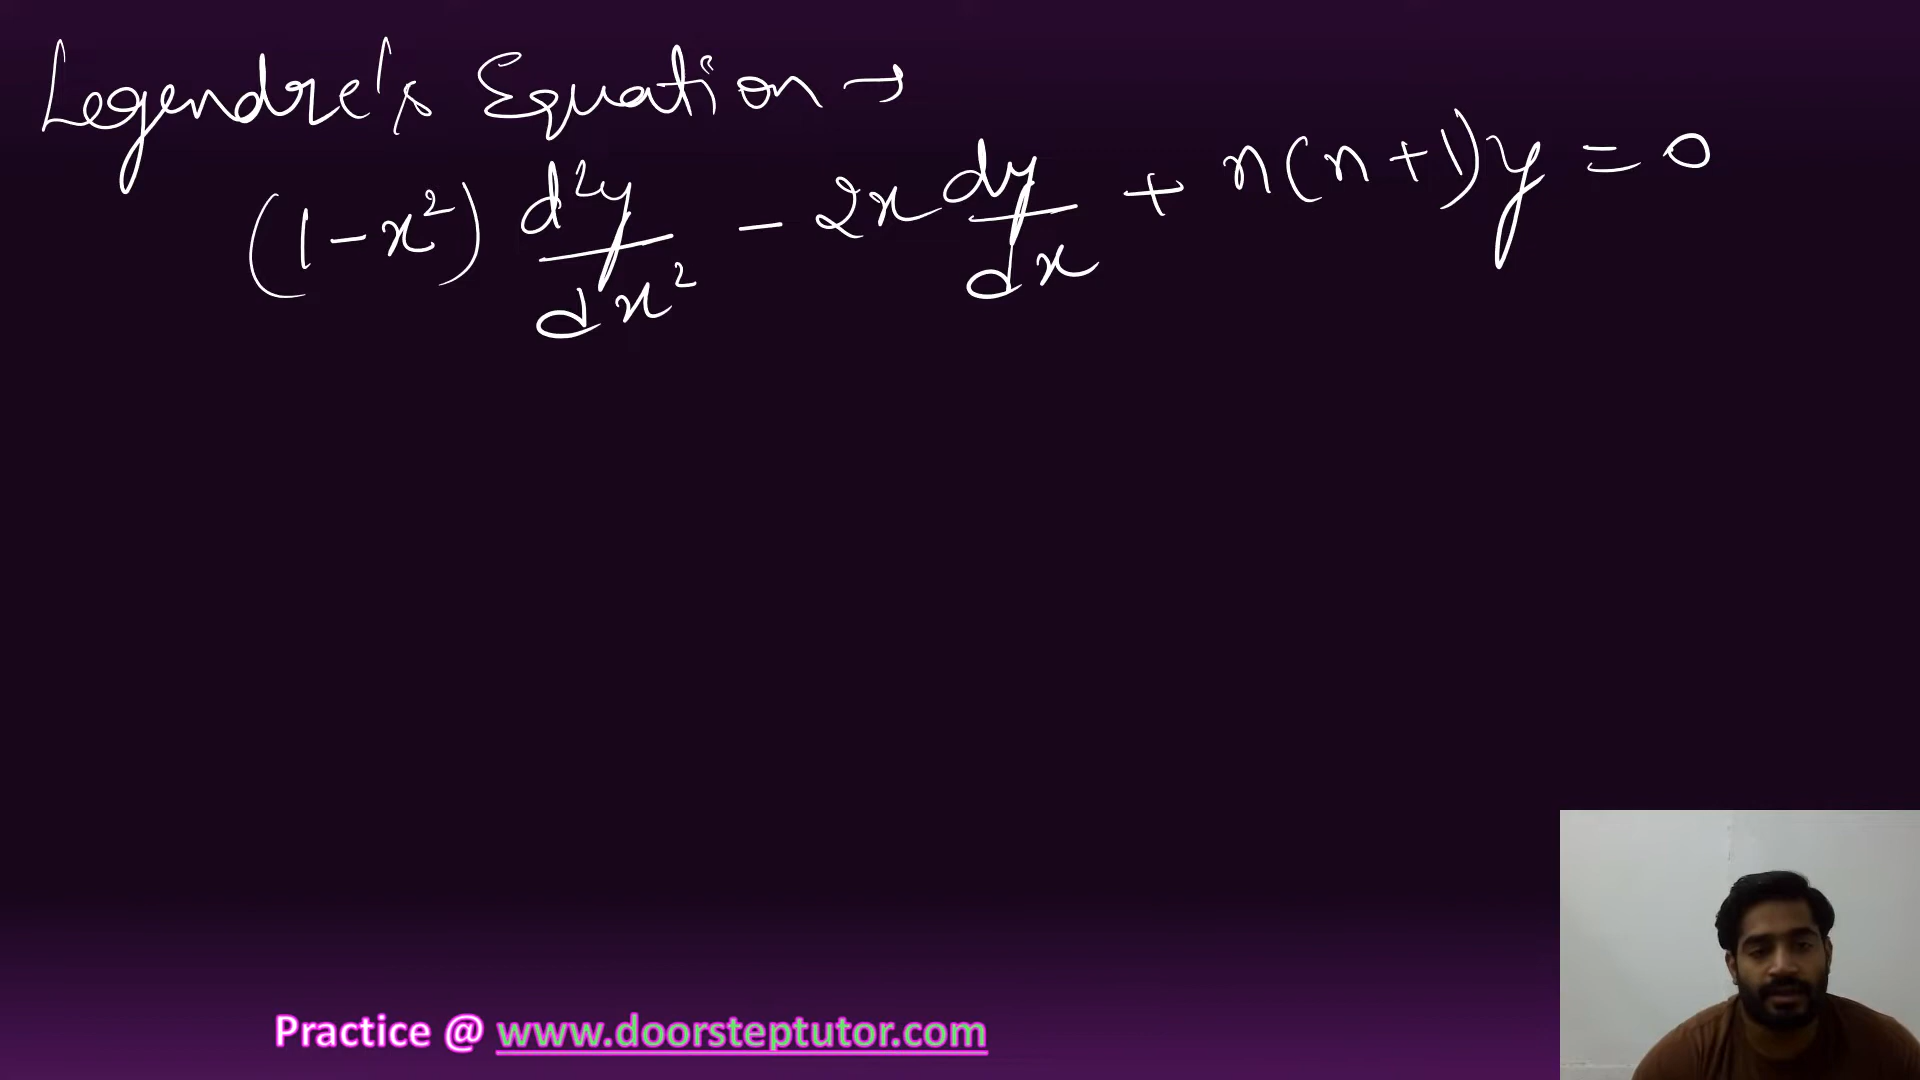 Legendre's Equation →
(1-x²) d²y/dx² - 2x dy/dx + n(n+1)y = 0
Practice @ www.doorsteptutor.com